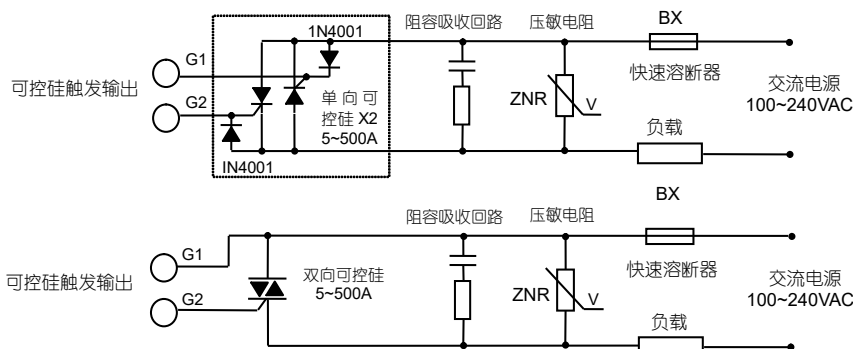 1N4001
阻容吸收回路
压敏电阻
BX
G1
可控硅触发输出
G2
单向可
控硅 X2
5~500A
ZNR
V
快速溶断器
交流电源
100~240VAC
负载
IN4001
阻容吸收回路
压敏电阻
BX
G1
可控硅触发输出
G2
双向可控硅
5~500A
ZNR
V
快速溶断器
交流电源
100~240VAC
负载